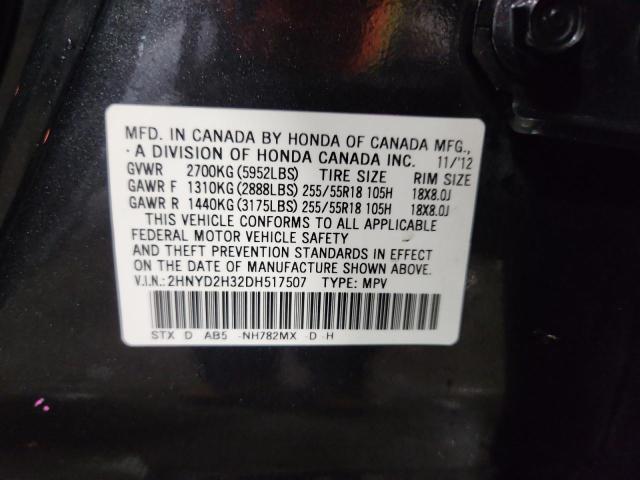 MFD. IN CANADA BY HONDA OF CANADA MFG.,
A DIVISION OF HONDA CANADA INC. 11/'12
GVWR 2700KG (5952LBS) TIRE SIZE RIM SIZE
GAWR F 1310KG (2888LBS) 255/55R18 105H 18X8.0J
GAWR R 1440KG (3175LBS) 255/55R18 105H 18X8.0J
THIS VEHICLE CONFORMS TO ALL APPLICABLE
FEDERAL MOTOR VEHICLE SAFETY
AND THEFT PREVENTION STANDARDS IN EFFECT
ON THE DATE OF MANUFACTURE SHOWN ABOVE.
V.I.N.: 2HNYD2H32DH517507 TYPE: MPV
STX D AB5 -NH782MX -D H